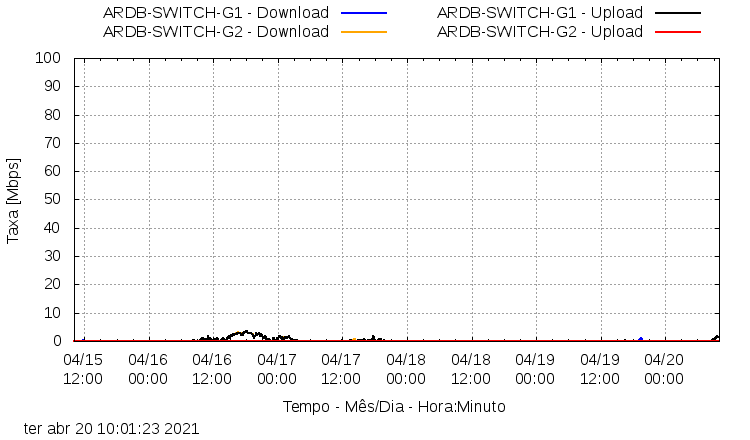 ARDB-SWITCH-G1 - Download
ARDB-SWITCH-G1 - Upload
ARDB-SWITCH-G2 - Download
ARDB-SWITCH-G2 - Upload
100
90
80
70
60
50
40
30
20
10
0
Taxa [Mbps]
04/15 04/16 04/16 04/17 04/17 04/18 04/18 04/19 04/19 04/20
12:00 00:00 12:00 00:00 12:00 00:00 12:00 00:00 12:00 00:00
Tempo - Mês/Dia - Hora:Minuto
ter abr 20 10:01:23 2021